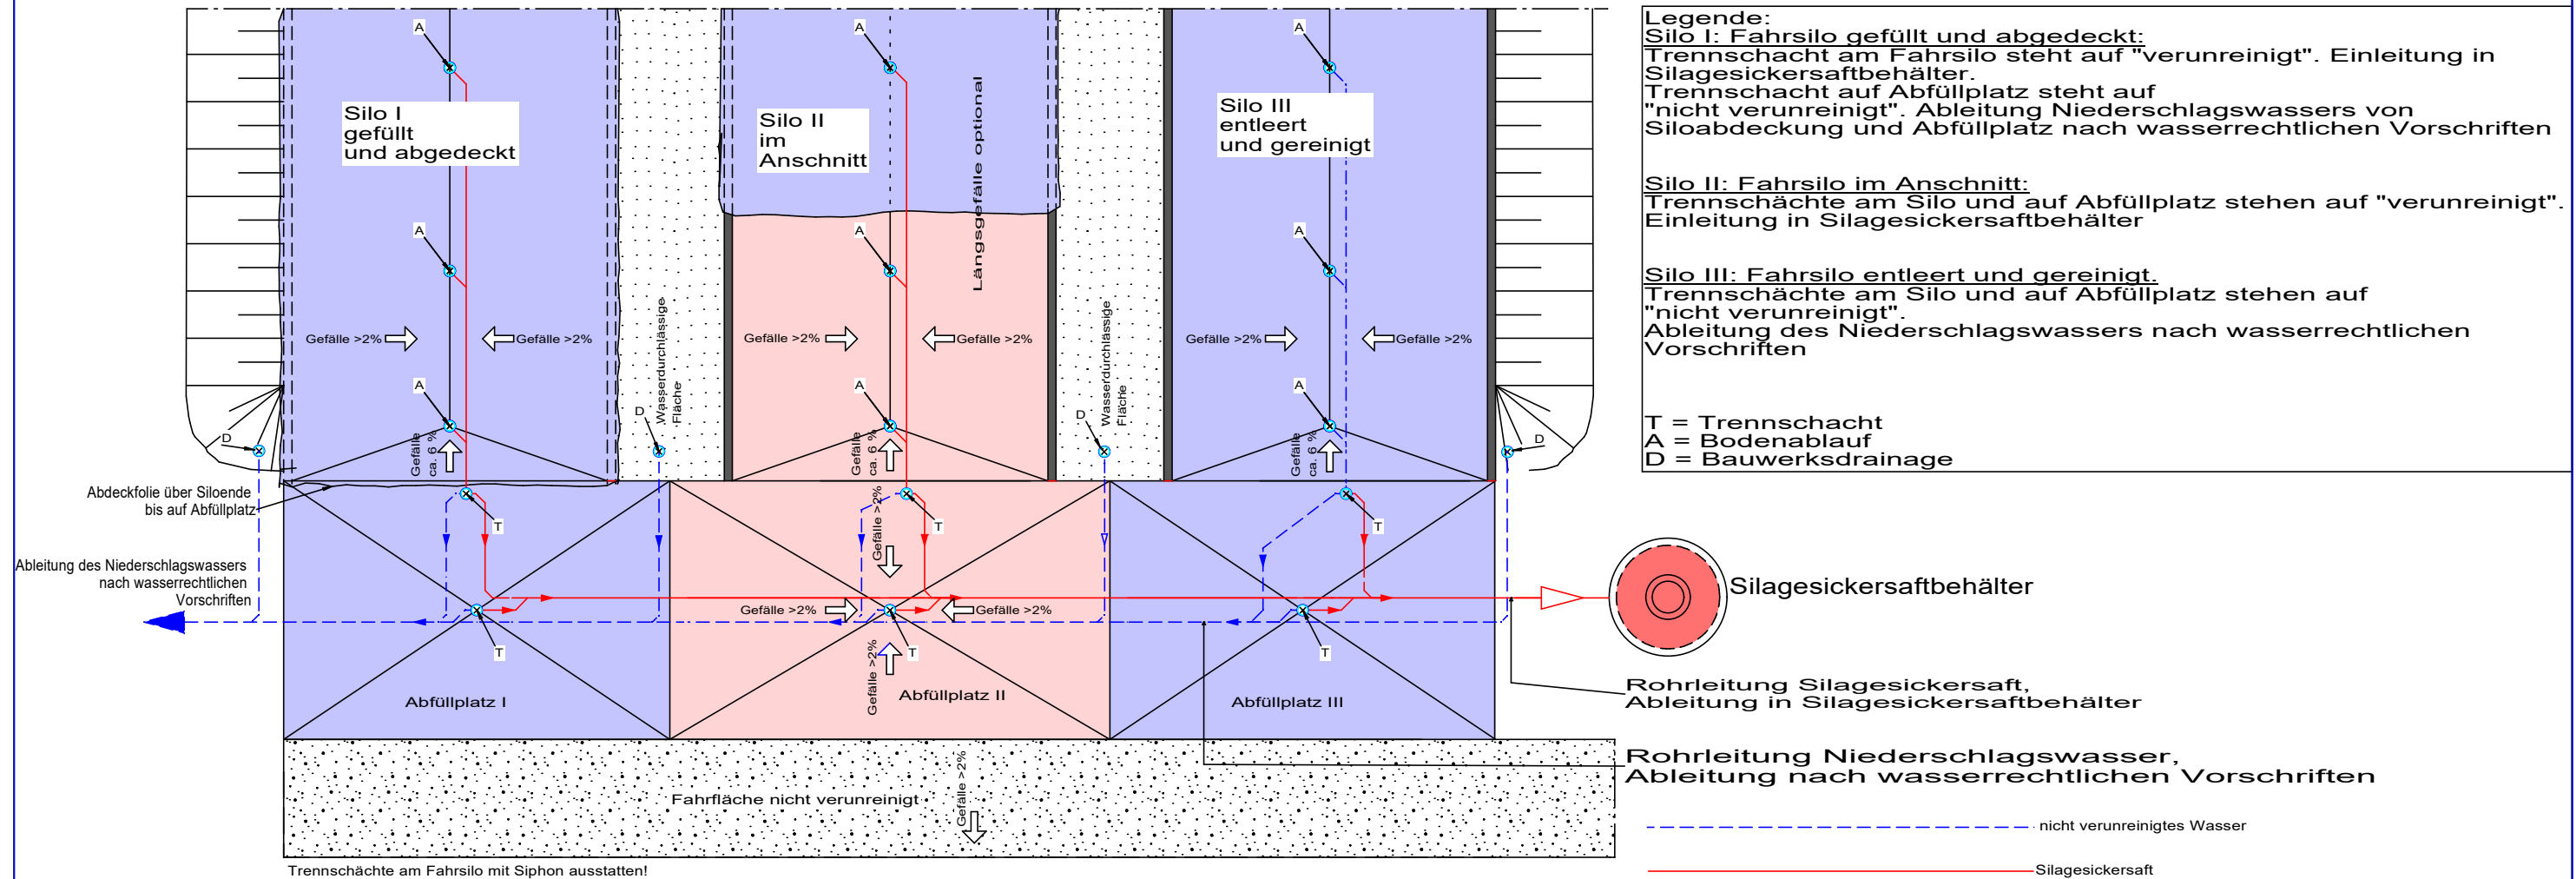 A
A
A
Silo I
gefüllt
und abgedeckt
Silo II
im
Anschnitt
Längsgefälle optional
Silo III
entleert
und gereinigt
A
A
A
Gefälle >2%
Gefälle >2%
Wasserdurchlässige
Fläche
Gefälle >2%
Gefälle >2%
Wasserdurchlässige
Fläche
Gefälle >2%
Gefälle >2%
A
A
A
D
D
D
D
Gefälle
ca. 6 %
Gefälle
ca. 6 %
Gefälle
ca. 6 %
Abdeckfolie über Siloende
bis auf Abfüllplatz
T
T
T
Gefälle >2%
Ableitung des Niederschlagswassers
nach wasserrechtlichen
Vorschriften
Gefälle >2%
Gefälle >2%
T
T
T
Gefälle >2%
Abfüllplatz I
Abfüllplatz II
Abfüllplatz III
Fahrfläche nicht verunreinigt
Gefälle >2%
Trennschächte am Fahrsilo mit Siphon ausstatten!
Legende:
Silo I: Fahrsilo gefüllt und abgedeckt:
Trennschacht am Fahrsilo steht auf "verunreinigt". Einleitung in
Silagesickersaftbehälter.
Trennschacht auf Abfüllplatz steht auf
"nicht verunreinigt". Ableitung Niederschlagswassers von
Siloabdeckung und Abfüllplatz nach wasserrechtlichen Vorschriften
Silo II: Fahrsilo im Anschnitt:
Trennschächte am Silo und auf Abfüllplatz stehen auf "verunreinigt".
Einleitung in Silagesickersaftbehälter
Silo III: Fahrsilo entleert und gereinigt.
Trennschächte am Silo und auf Abfüllplatz stehen auf
"nicht verunreinigt".
Ableitung des Niederschlagswassers nach wasserrechtlichen
Vorschriften
T = Trennschacht
A = Bodenablauf
D = Bauwerksdrainage
Silagesickersaftbehälter
Rohrleitung Silagesickersaft,
Ableitung in Silagesickersaftbehälter
Rohrleitung Niederschlagswasser,
Ableitung nach wasserrechtlichen Vorschriften
nicht verunreinigtes Wasser
Silagesickersaft